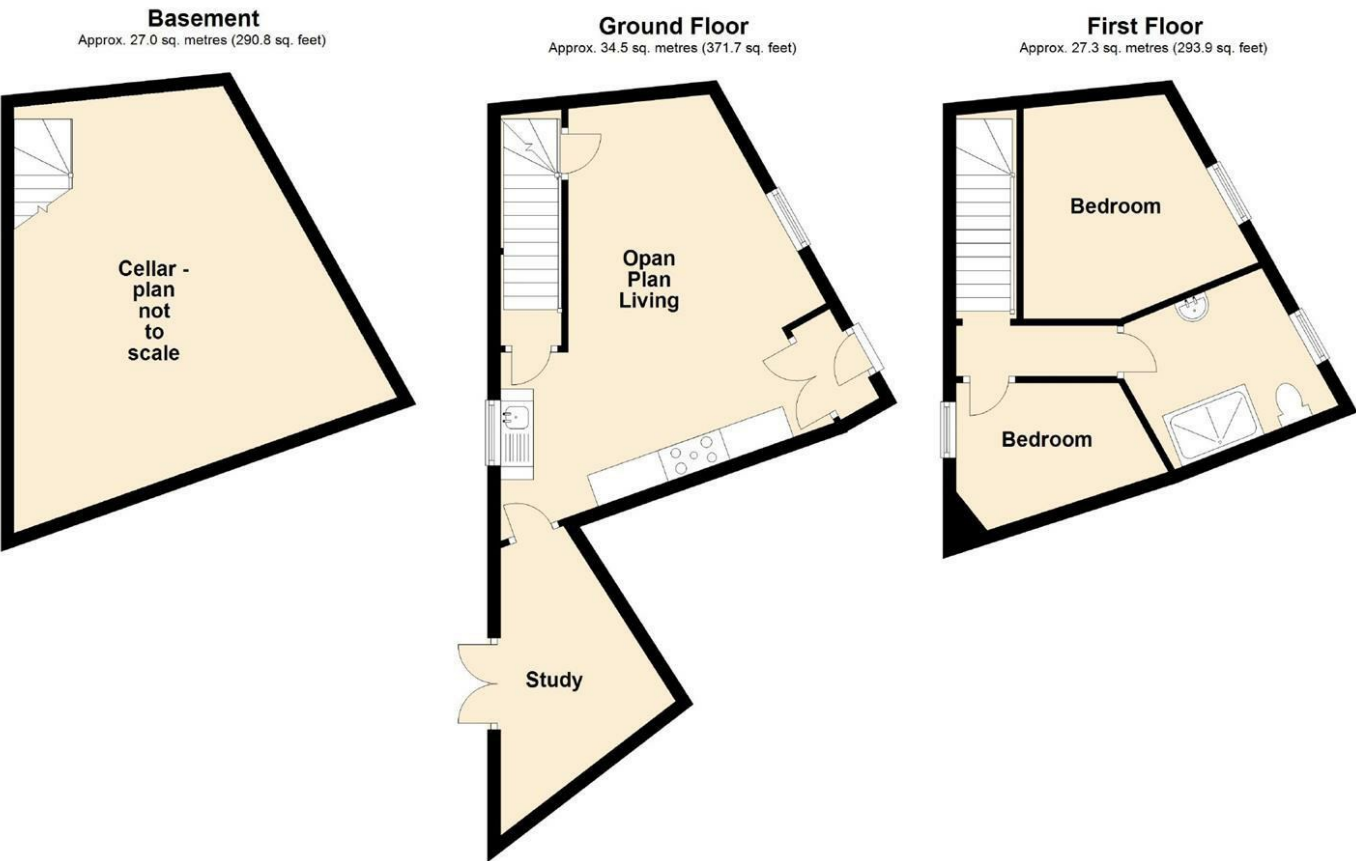 Basement
Approx. 27.0 sq. metres (290.8 sq. feet)
Cellar -
plan
not
to
scale
Ground Floor
Approx. 34.5 sq. metres (371.7 sq. feet)
Opan
Plan
Living
Study
First Floor
Approx. 27.3 sq. metres (293.9 sq. feet)
Bedroom
Bedroom